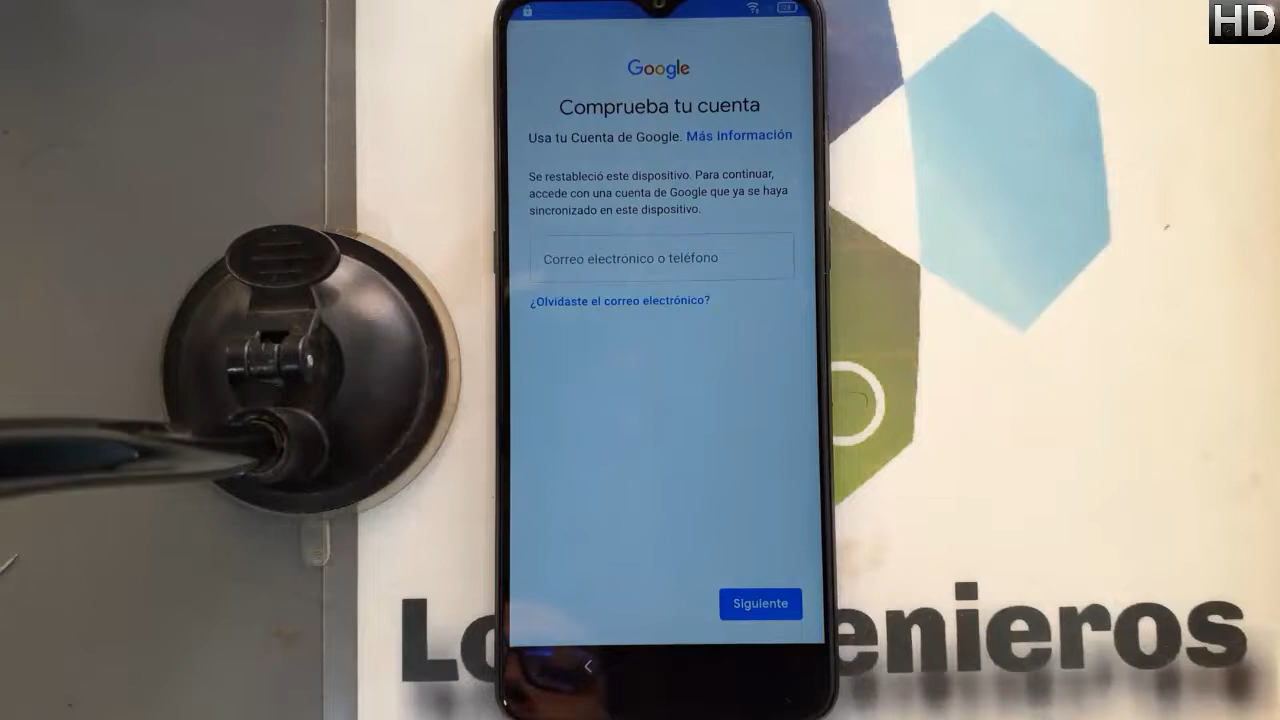 HD
Google
Comprueba tu cuenta
Usa tu Cuenta de Google. Más información
Se restableció este dispositivo. Para continuar,
accede con una cuenta de Google que ya se haya
sincronizado en este dispositivo.
Correo electrónico o teléfono
¿Olvidaste el correo electrónico?
Siguiente
Lo enieros